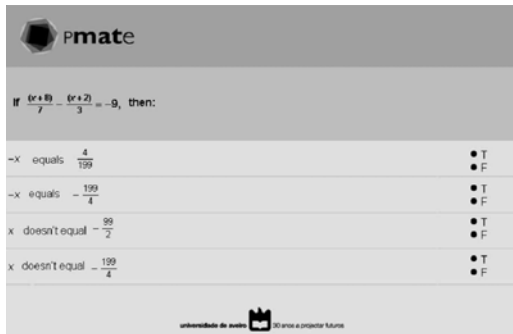 Pmate
If (x+8)/7 - (x+2)/3 = -9, then:
-x equals 4/199
T
F
-x equals -199/4
T
F
x doesn't equal -99/2
T
F
x doesn't equal -199/4
T
F
universidade de aveiro 30 anos a projetar futuros